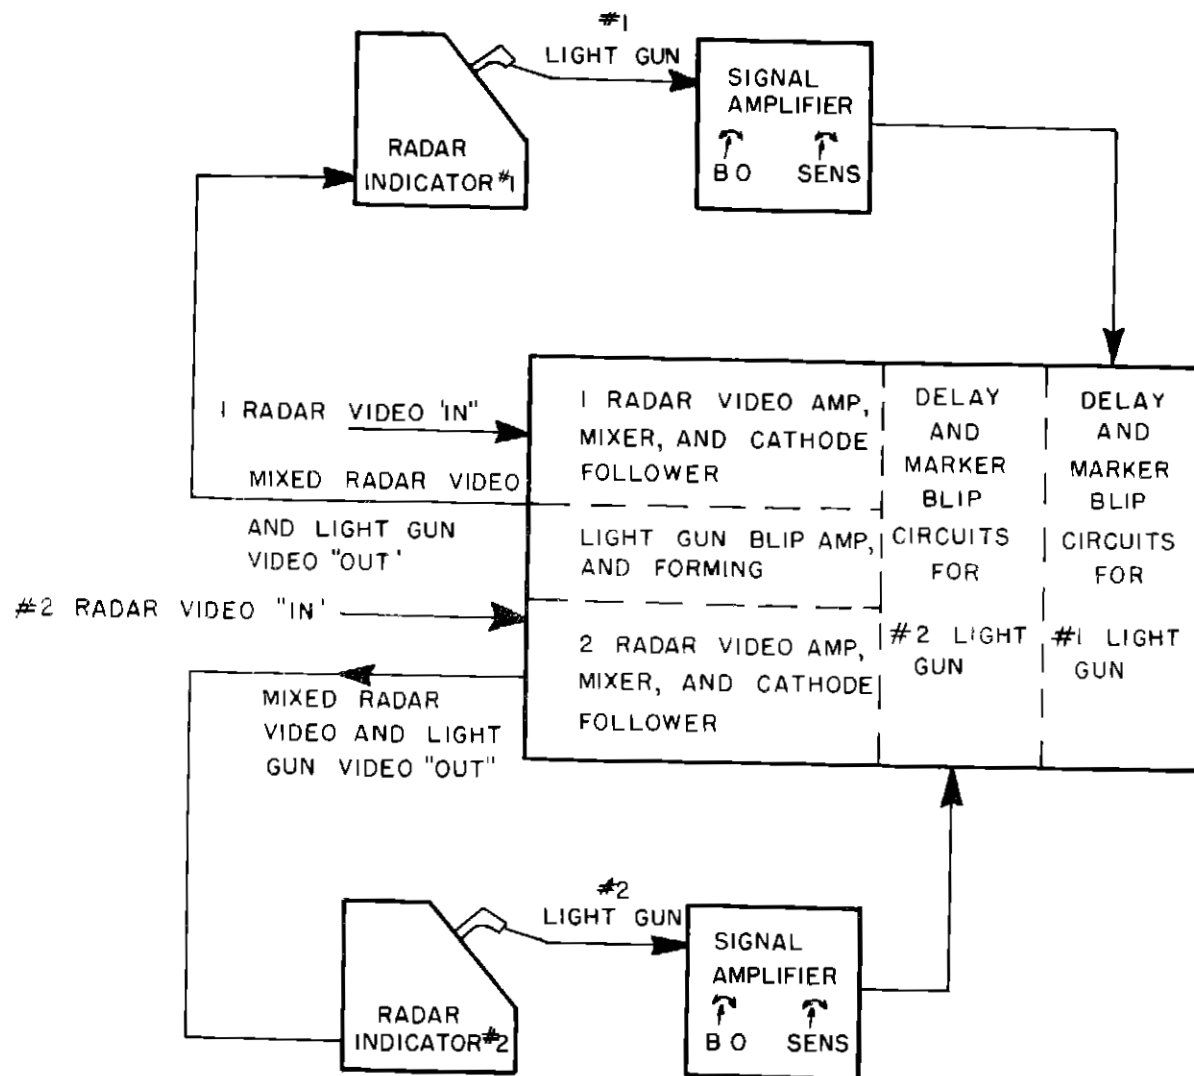 #1
LIGHT GUN
SIGNAL
AMPLIFIER
BO SENS
RADAR
INDICATOR #1
1 RADAR VIDEO 'IN"
MIXED RADAR VIDEO
AND LIGHT GUN
VIDEO "OUT'
#2 RADAR VIDEO "IN'
MIXED RADAR
VIDEO AND LIGHT
GUN VIDEO "OUT"
1 RADAR VIDEO AMP,
MIXER, AND CATHODE
FOLLOWER
LIGHT GUN BLIP AMP,
AND FORMING
2 RADAR VIDEO AMP,
MIXER, AND CATHODE
FOLLOWER
DELAY
AND
MARKER
BLIP
CIRCUITS
FOR
#2 LIGHT
GUN
DELAY
AND
MARKER
BLIP
CIRCUITS
FOR
#1 LIGHT
GUN
#2
LIGHT GUN
SIGNAL
AMPLIFIER
BO SENS
RADAR
INDICATOR #2